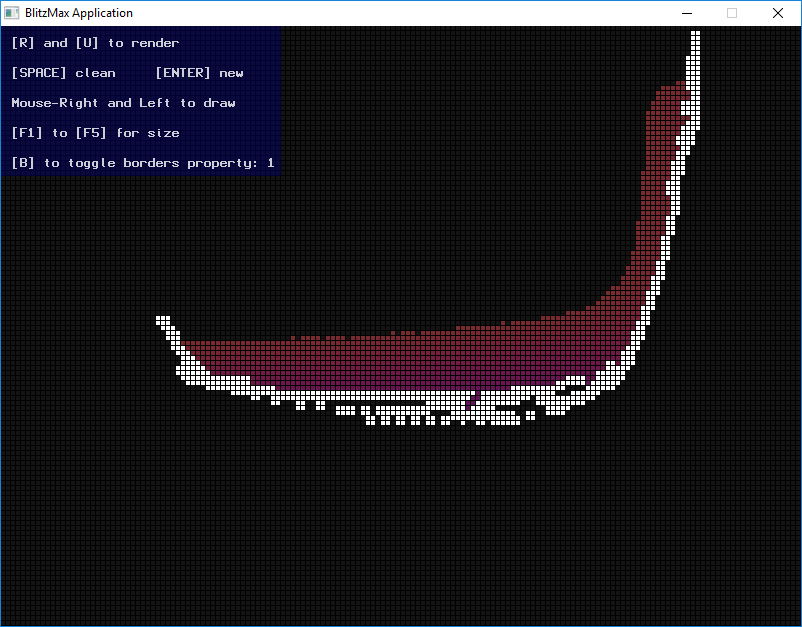 BlitzMax Application
[R] and [U] to render
[SPACE] clean     [ENTER] new
Mouse-Right and Left to draw
[F1] to [F5] for size
[B] to toggle borders property: 1